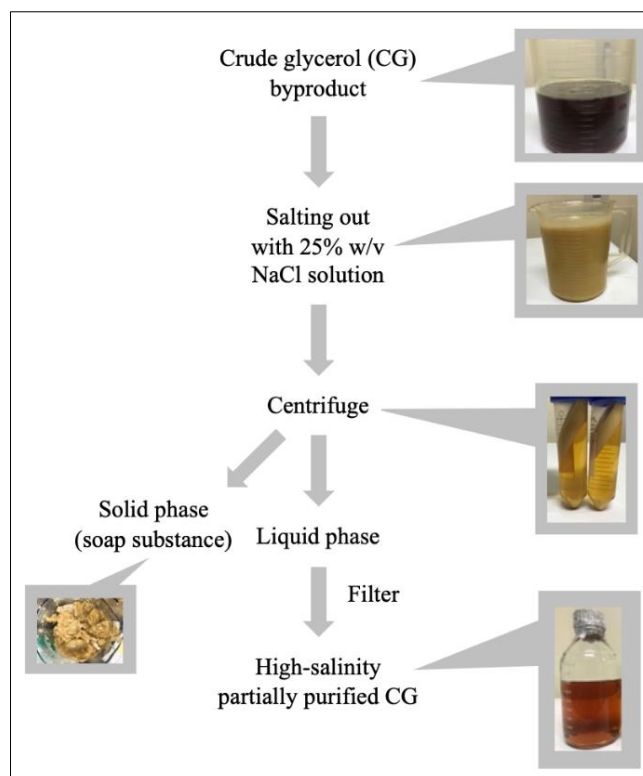 Crude glycerol (CG)
byproduct
Salting out
with 25% w/v
NaCl solution
Centrifuge
Solid phase
(soap substance)
Liquid phase
Filter
High-salinity
partially purified CG